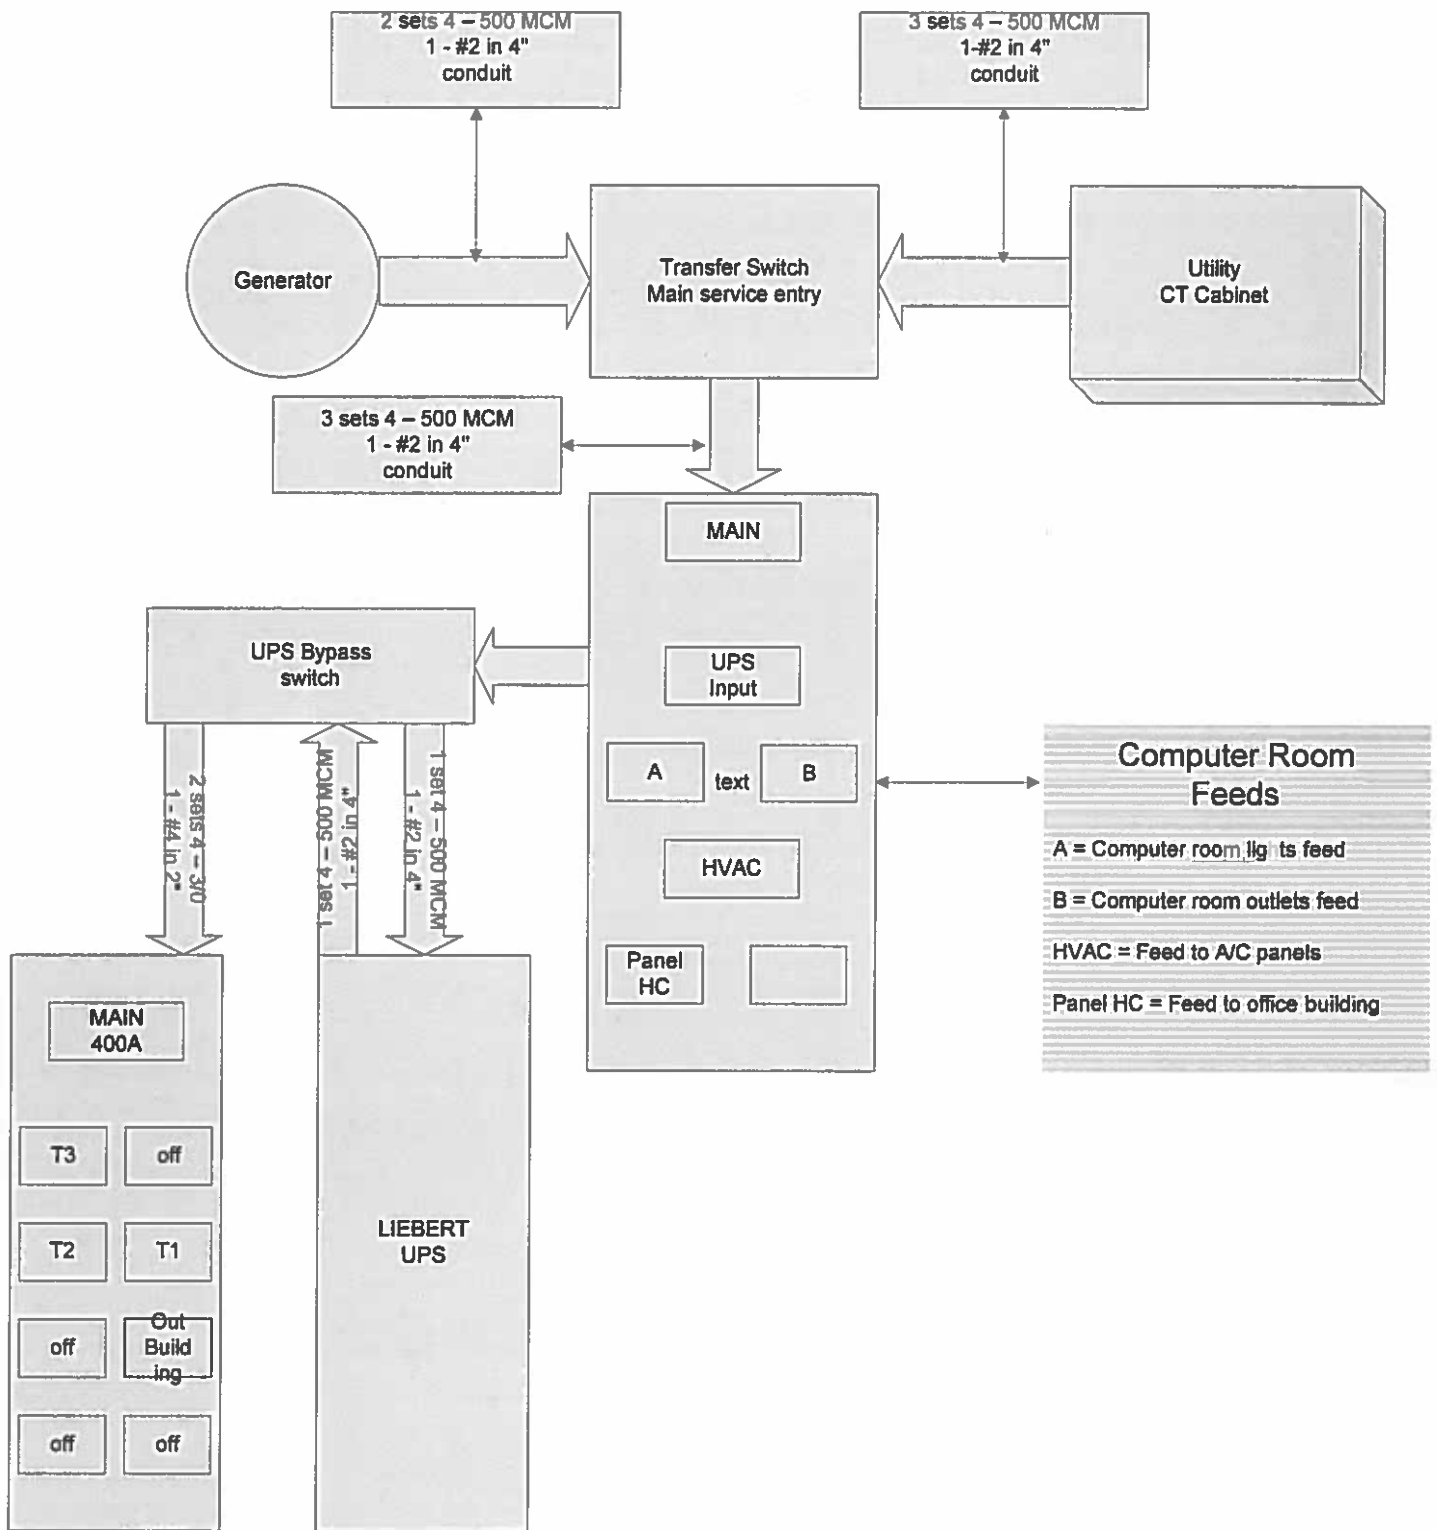 2 sets 4 – 500 MCM
1 - #2 in 4"
conduit
3 sets 4 – 500 MCM
1-#2 in 4"
conduit
Generator
Transfer Switch
Main service entry
Utility
CT Cabinet
3 sets 4 – 500 MCM
1 - #2 in 4"
conduit
MAIN
UPS Bypass
switch
UPS
Input
A
text
B
HVAC
Panel
HC
Computer Room
Feeds
A = Computer room lights feed
B = Computer room outlets feed
HVAC = Feed to A/C panels
Panel HC = Feed to office building
2 sets 4 – 3/0
1 - #4 in 2"
1 set 4 – 500 MCM
1 - #2 in 4"
1 set 4 – 500 MCM
1 - #2 in 4"
MAIN
400A
T3
off
T2
T1
off
Out
Build
ing
off
off
LIEBERT
UPS